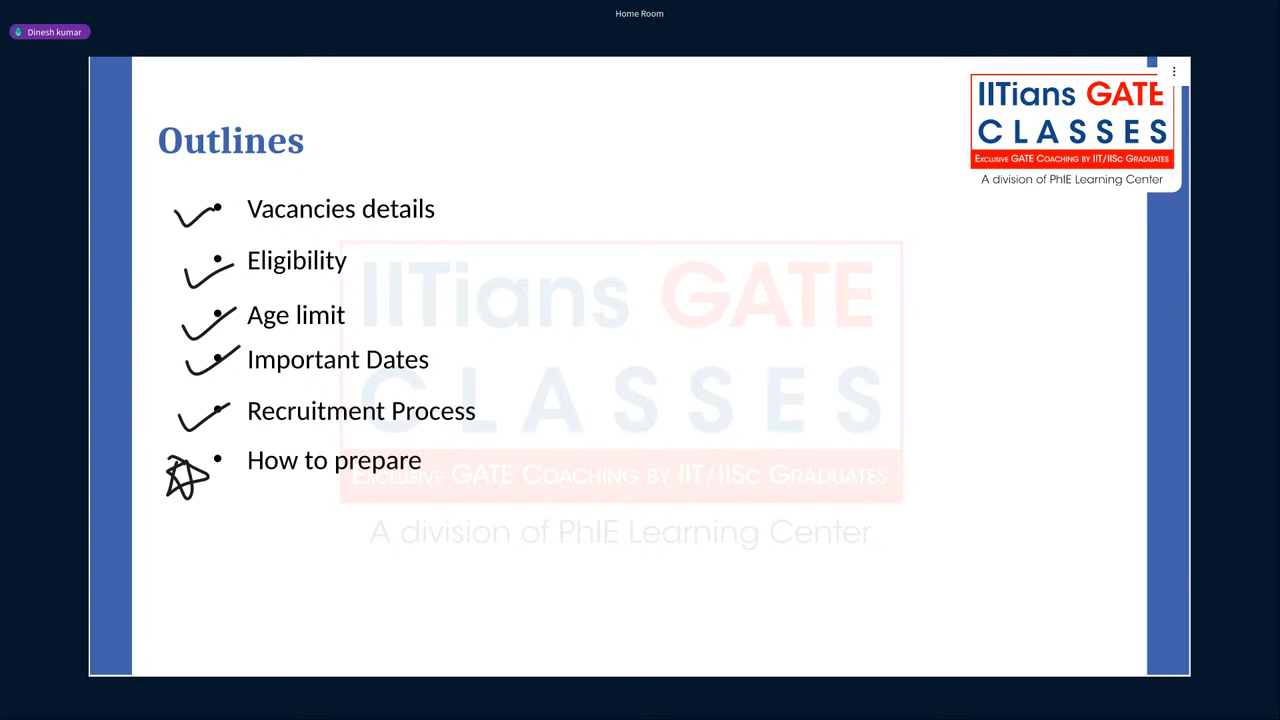 Home Room
Dinesh kumar
IITians GATE
CLASSES
EXCLUSIVE GATE COACHING BY IIT/IISc GRADUATES
A division of PhIE Learning Center
Outlines
• Vacancies details
• Eligibility
• Age limit
• Important Dates
• Recruitment Process
• How to prepare
IITians GATE
CLASSES
EXCLUSIVE GATE COACHING BY IIT/IISc GRADUATES
A division of PhIE Learning Center